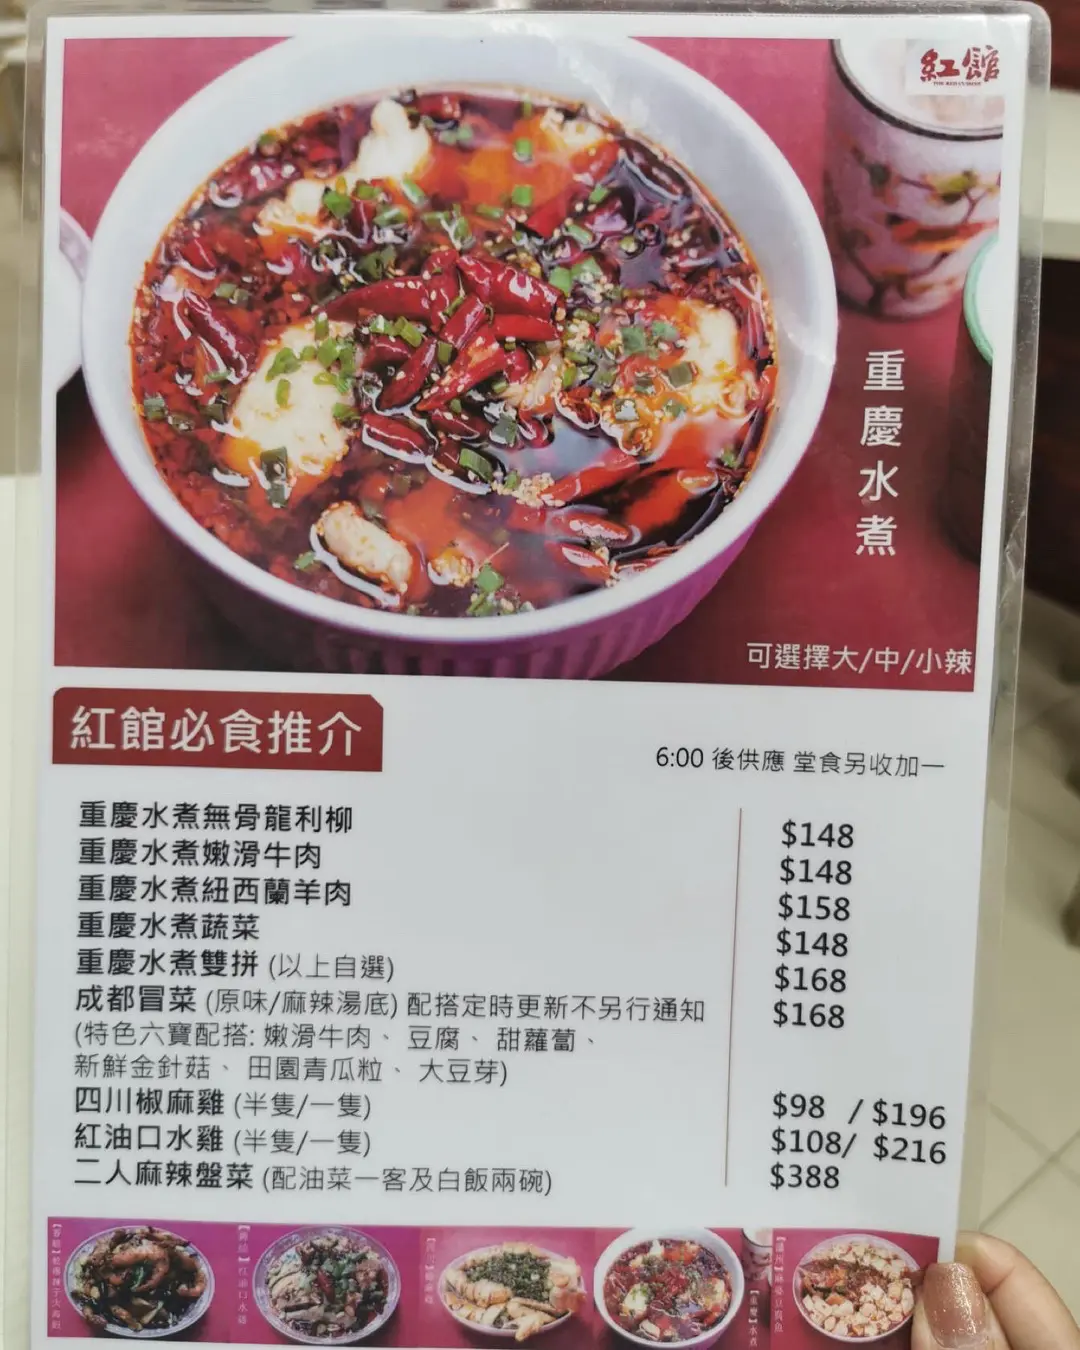 紅館
重慶水煮
可選擇大/中/小辣
紅館必食推介
6:00 後供應 堂食另收加一
重慶水煮無骨龍利柳 $148
重慶水煮嫩滑牛肉 $148
重慶水煮紐西蘭羊肉 $158
重慶水煮蔬菜 $148
重慶水煮雙拼 (以上自選) $168
成都冒菜 (原味/麻辣湯底) 配搭定時更新不另行通知 $168
(特色六寶配搭: 嫩滑牛肉、 豆腐、 甜蘿蔔、
新鮮金針菇、 田園青瓜粒、 大豆芽)
四川椒麻雞 (半隻/一隻) $98 / $196
紅油口水雞 (半隻/一隻) $108/ $216
二人麻辣盤菜 (配油菜一客及白飯兩碗) $388
【重慶】水煮